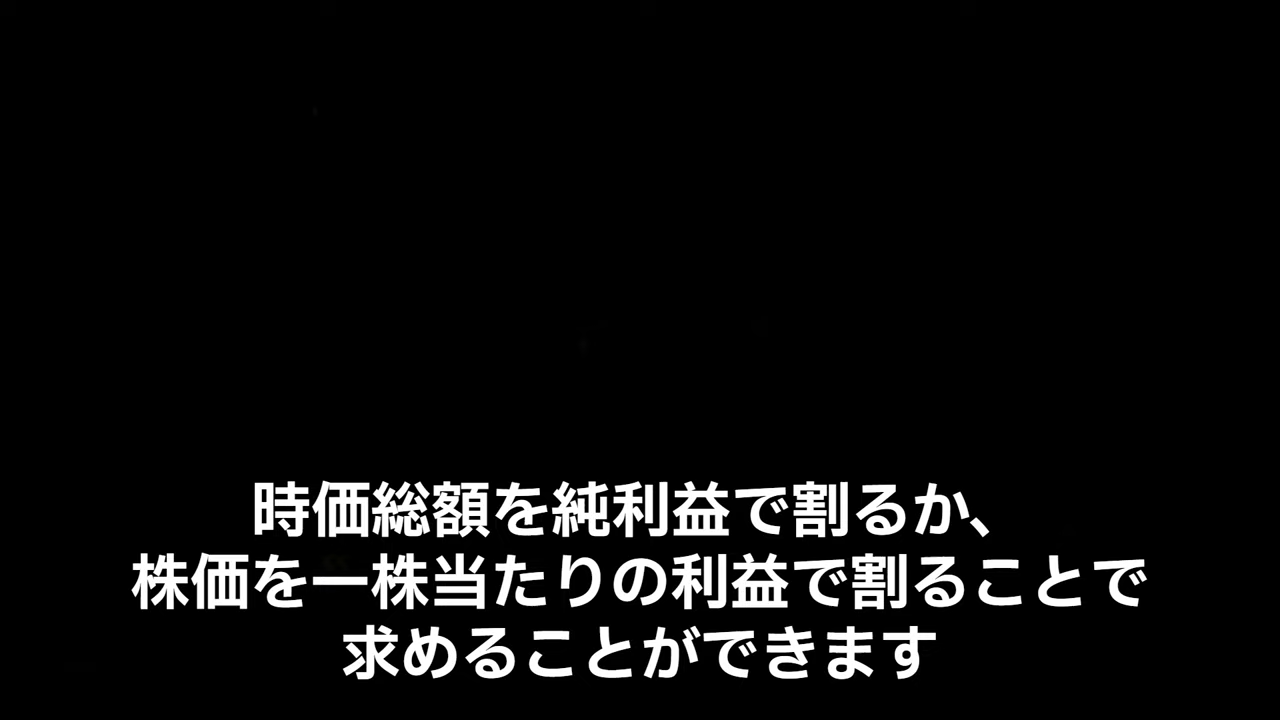 時価総額を純利益で割るか、
株価を一株当たりの利益で割ることで
求めることができます